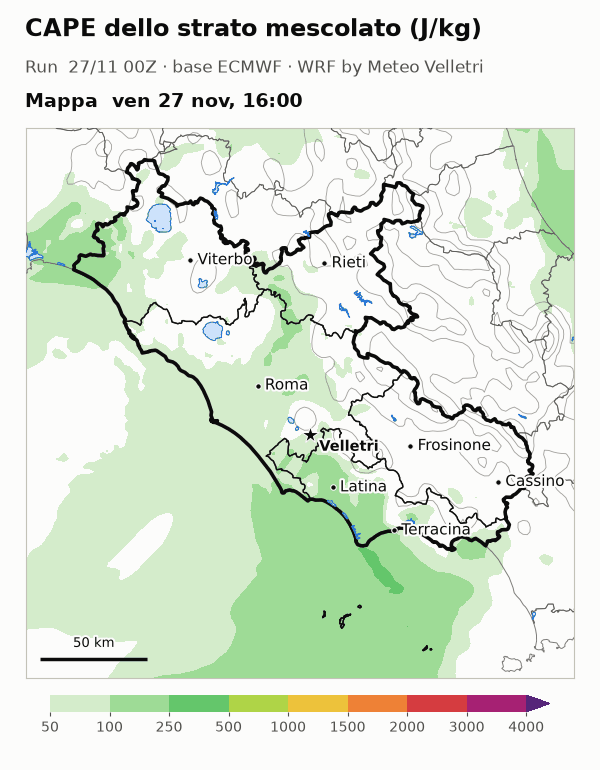 CAPE dello strato mescolato (J/kg)
Run  27/11 00Z · base ECMWF · WRF by Meteo Velletri
Mappa  ven 27 nov, 16:00
Viterbo
Rieti
Roma
Velletri
Frosinone
Latina
Cassino
Terracina
50 km
50 100 250 500 1000 1500 2000 3000 4000